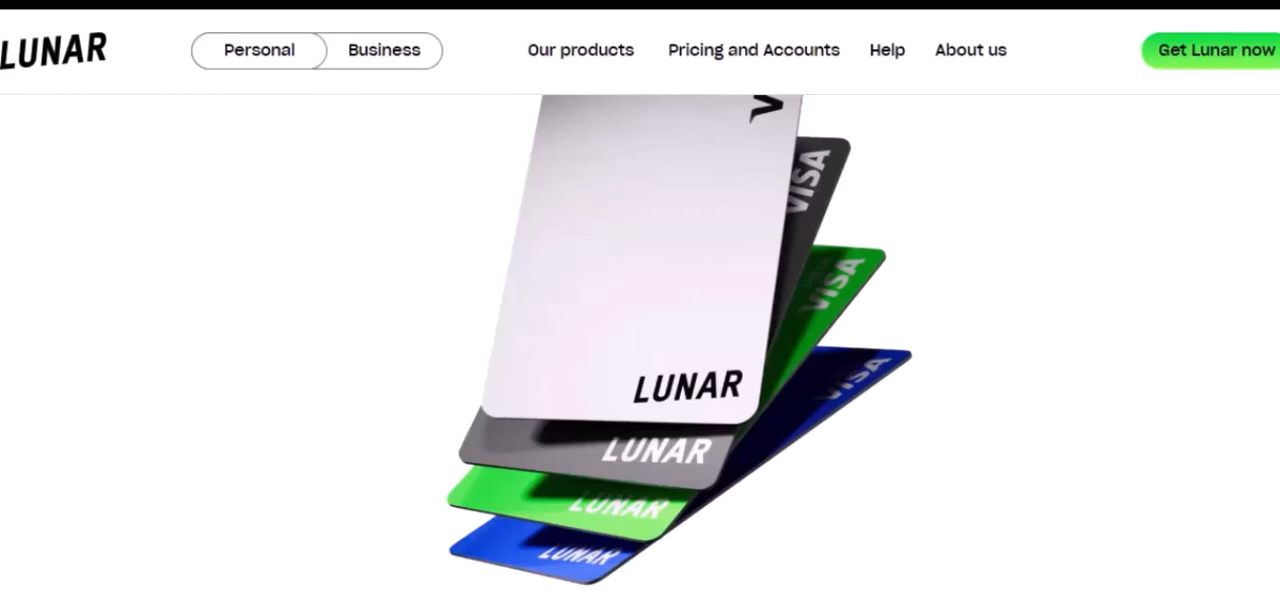 LUNAR
Personal
Business
Our products
Pricing and Accounts
Help
About us
Get Lunar now
VISA
VISA
VISA
LUNAR
LUNAR
LUNAR
LUNAR